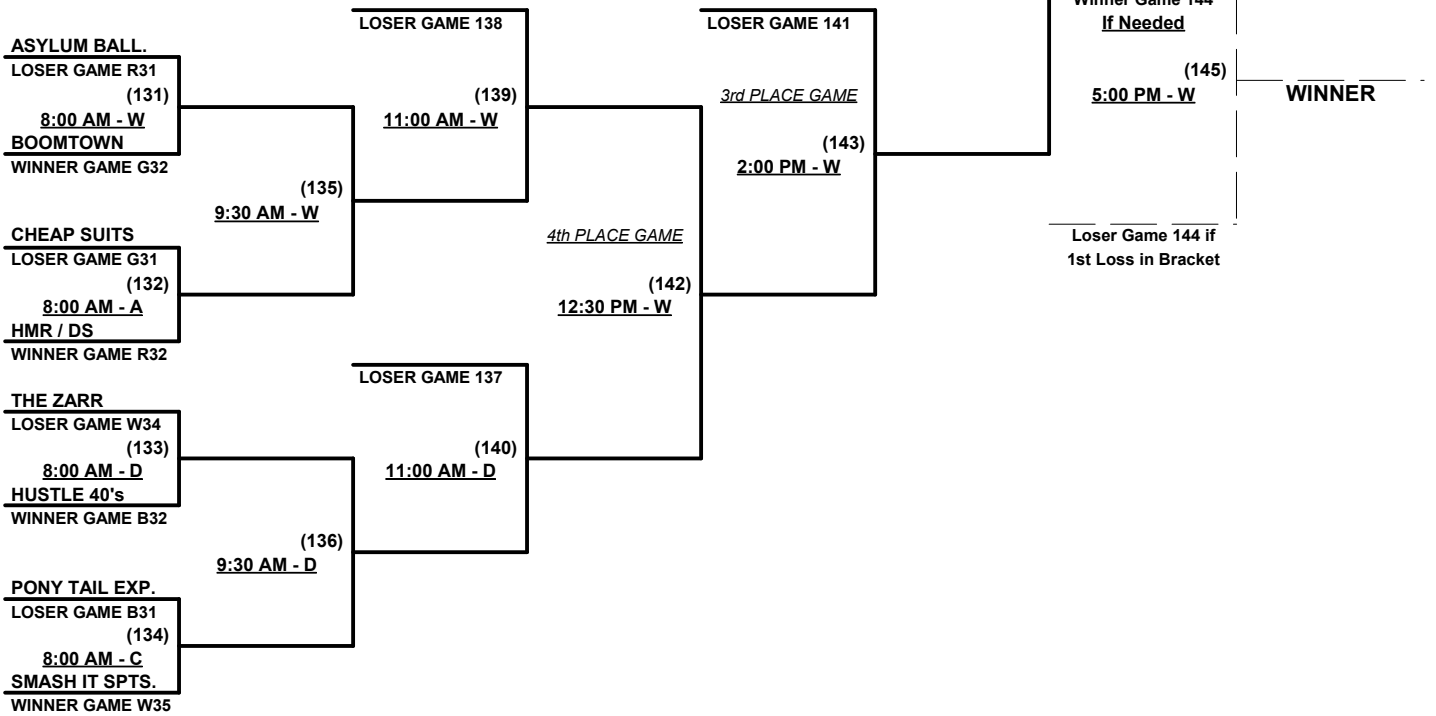 Winner Game 144
If Needed
LOSER GAME 138
LOSER GAME 141
ASYLUM BALL.
LOSER GAME R31
(131)
8:00 AM - W
BOOMTOWN
WINNER GAME G32
(139)
11:00 AM - W
3rd PLACE GAME
(143)
2:00 PM - W
(145)
5:00 PM - W
WINNER
(135)
9:30 AM - W
CHEAP SUITS
LOSER GAME G31
(132)
8:00 AM - A
HMR / DS
WINNER GAME R32
4th PLACE GAME
(142)
12:30 PM - W
Loser Game 144 if
1st Loss in Bracket
LOSER GAME 137
THE ZARR
LOSER GAME W34
(133)
8:00 AM - D
HUSTLE 40's
WINNER GAME B32
(140)
11:00 AM - D
(136)
9:30 AM - D
PONY TAIL EXP.
LOSER GAME B31
(134)
8:00 AM - C
SMASH IT SPTS.
WINNER GAME W35